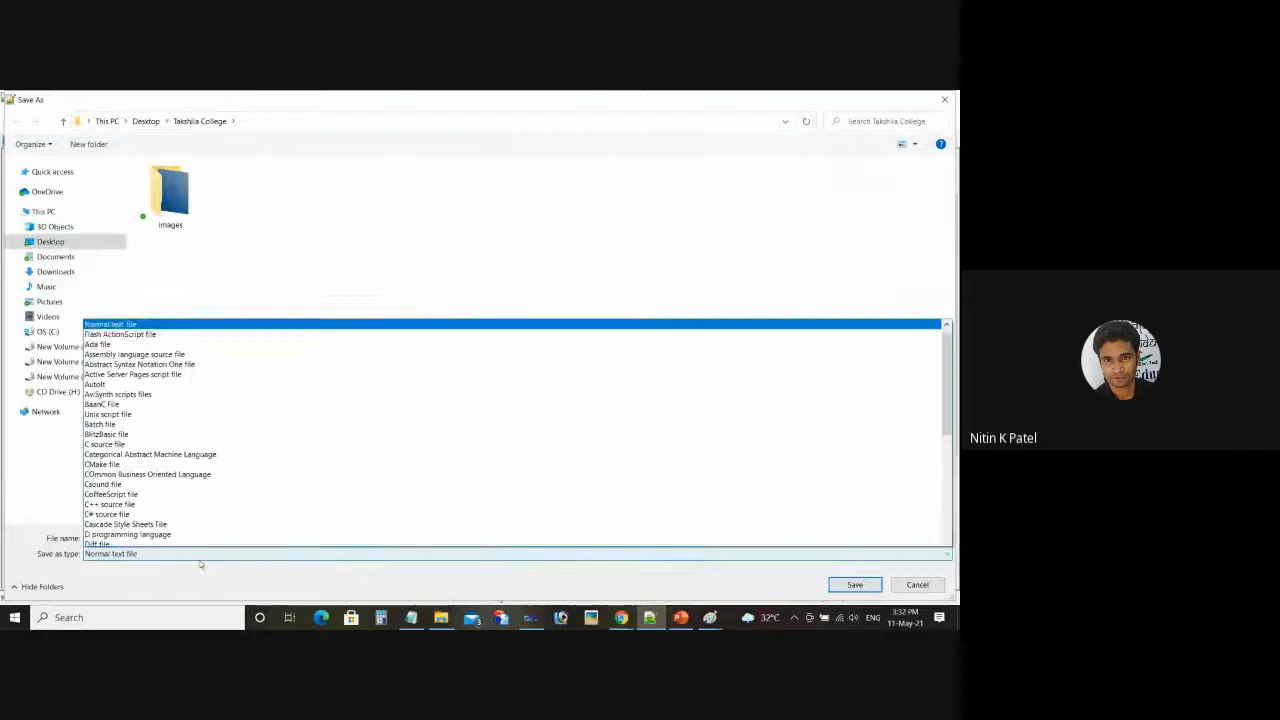 Save As
This PC > Desktop > Takshila College >
Search Takshila College
Organize
New folder
Quick access
OneDrive
This PC
3D Objects
Desktop
Documents
Downloads
Music
Pictures
Videos
OS (C:)
New Volume
New Volume
New Volume
CD Drive (H:)
Network
images
Normal text file
Flash ActionScript file
Ada file
Assembly language source file
Abstract Syntax Notation One file
Active Server Pages script file
AutoIt
AviSynth scripts files
BaanC File
Unix script file
Batch file
BlitzBasic file
C source file
Categorical Abstract Machine Language
CMake file
COmmon Business Oriented Language
Csound file
CoffeeScript file
C++ source file
C# source file
Cascade Style Sheets File
D programming language
Diff file
File name:
Save as type: Normal text file
Hide Folders
Save
Cancel
Search
32°C
ENG
3:32 PM
11-May-21
Nitin K Patel